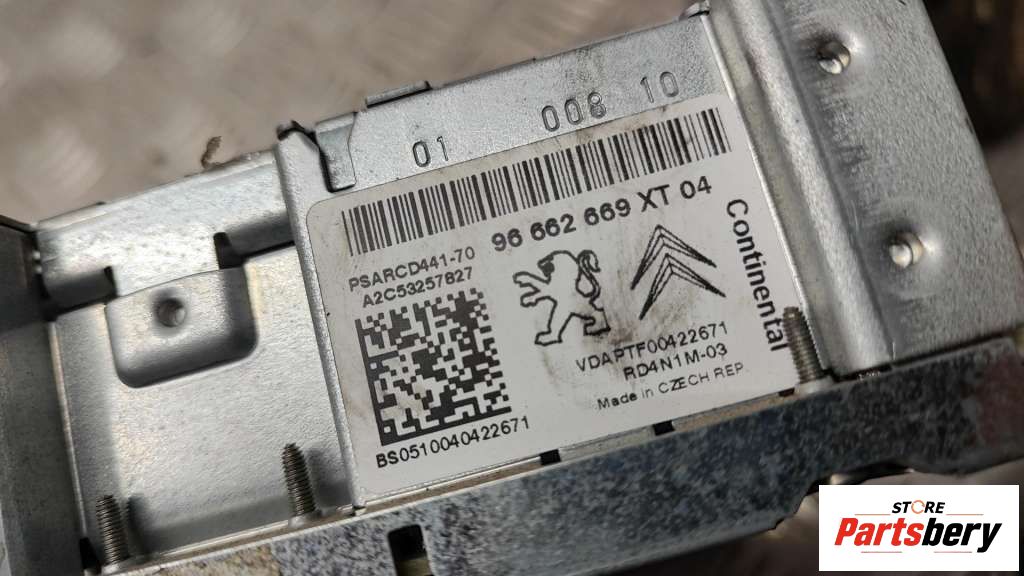 01 008 10
96 662 669 XT 04
PSARCD441-70
A2C53257827
Continental
VDAPTF00422671
RD4N1M-03
Made in CZECH REP.
BS0510040422671
STORE
Partsbery